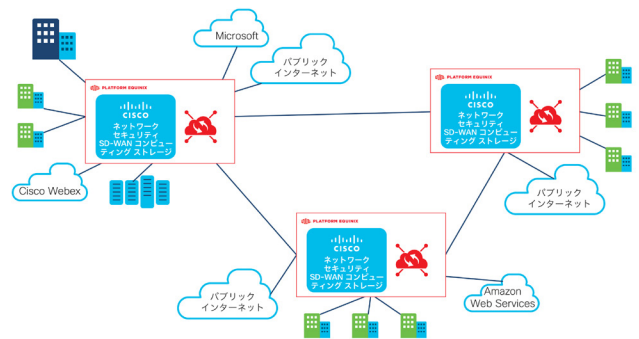 Microsoft
パブリック
インターネット
PLATFORM EQUINIX
CISCO
ネットワーク
セキュリティ
SD-WAN コンピュー
ティング ストレージ
Cisco Webex
PLATFORM EQUINIX
CISCO
ネットワーク
セキュリティ
SD-WAN コンピュー
ティング ストレージ
パブリック
インターネット
PLATFORM EQUINIX
CISCO
ネットワーク
セキュリティ
SD-WAN コンピュー
ティング ストレージ
パブリック
インターネット
Amazon
Web Services